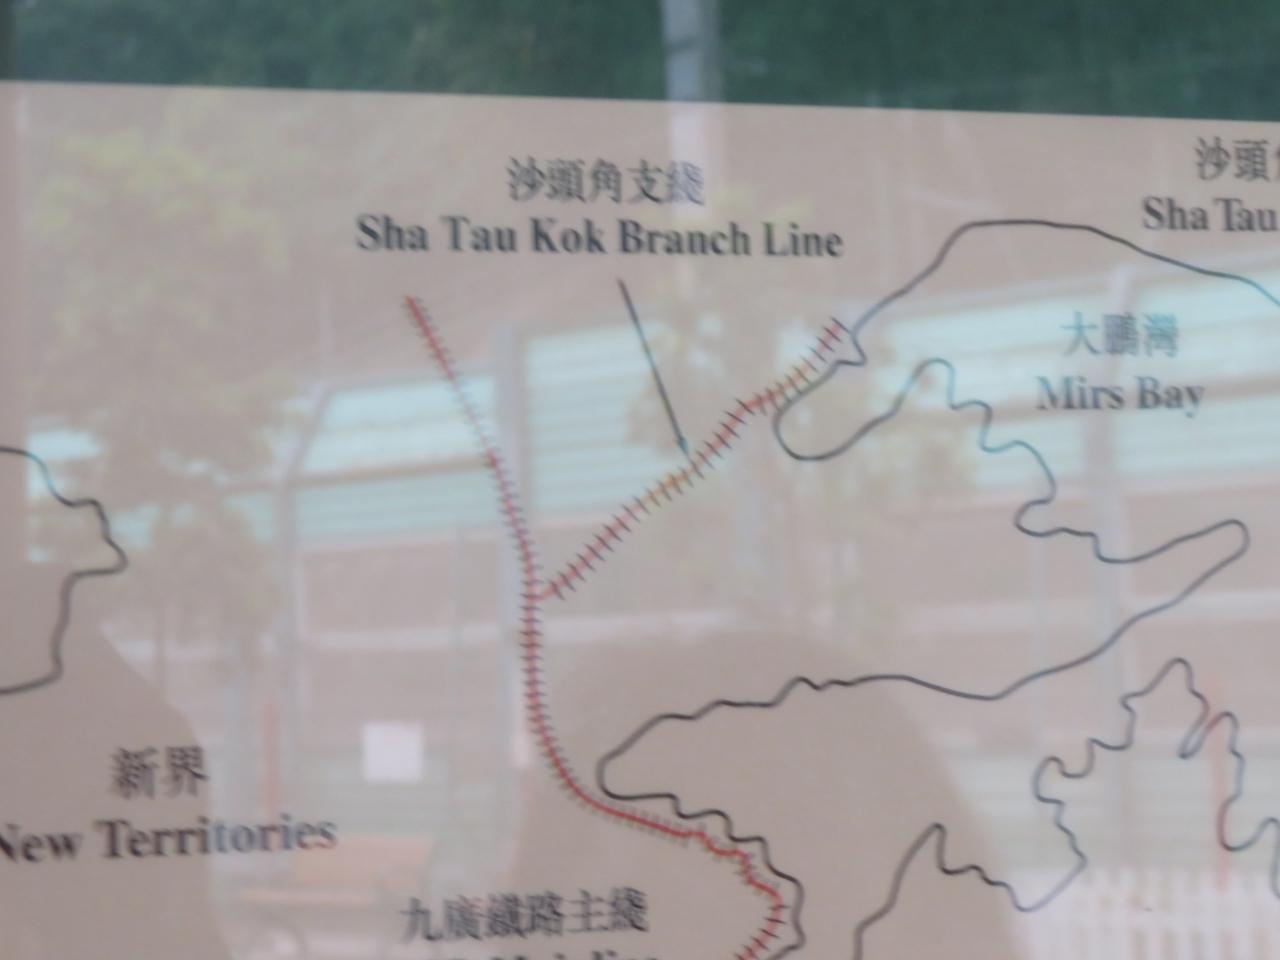 沙頭角支綫
Sha Tau Kok Branch Line
沙頭
Sha Tau
大鵬灣
Mirs Bay
新界
New Territories
九廣鐵路主綫